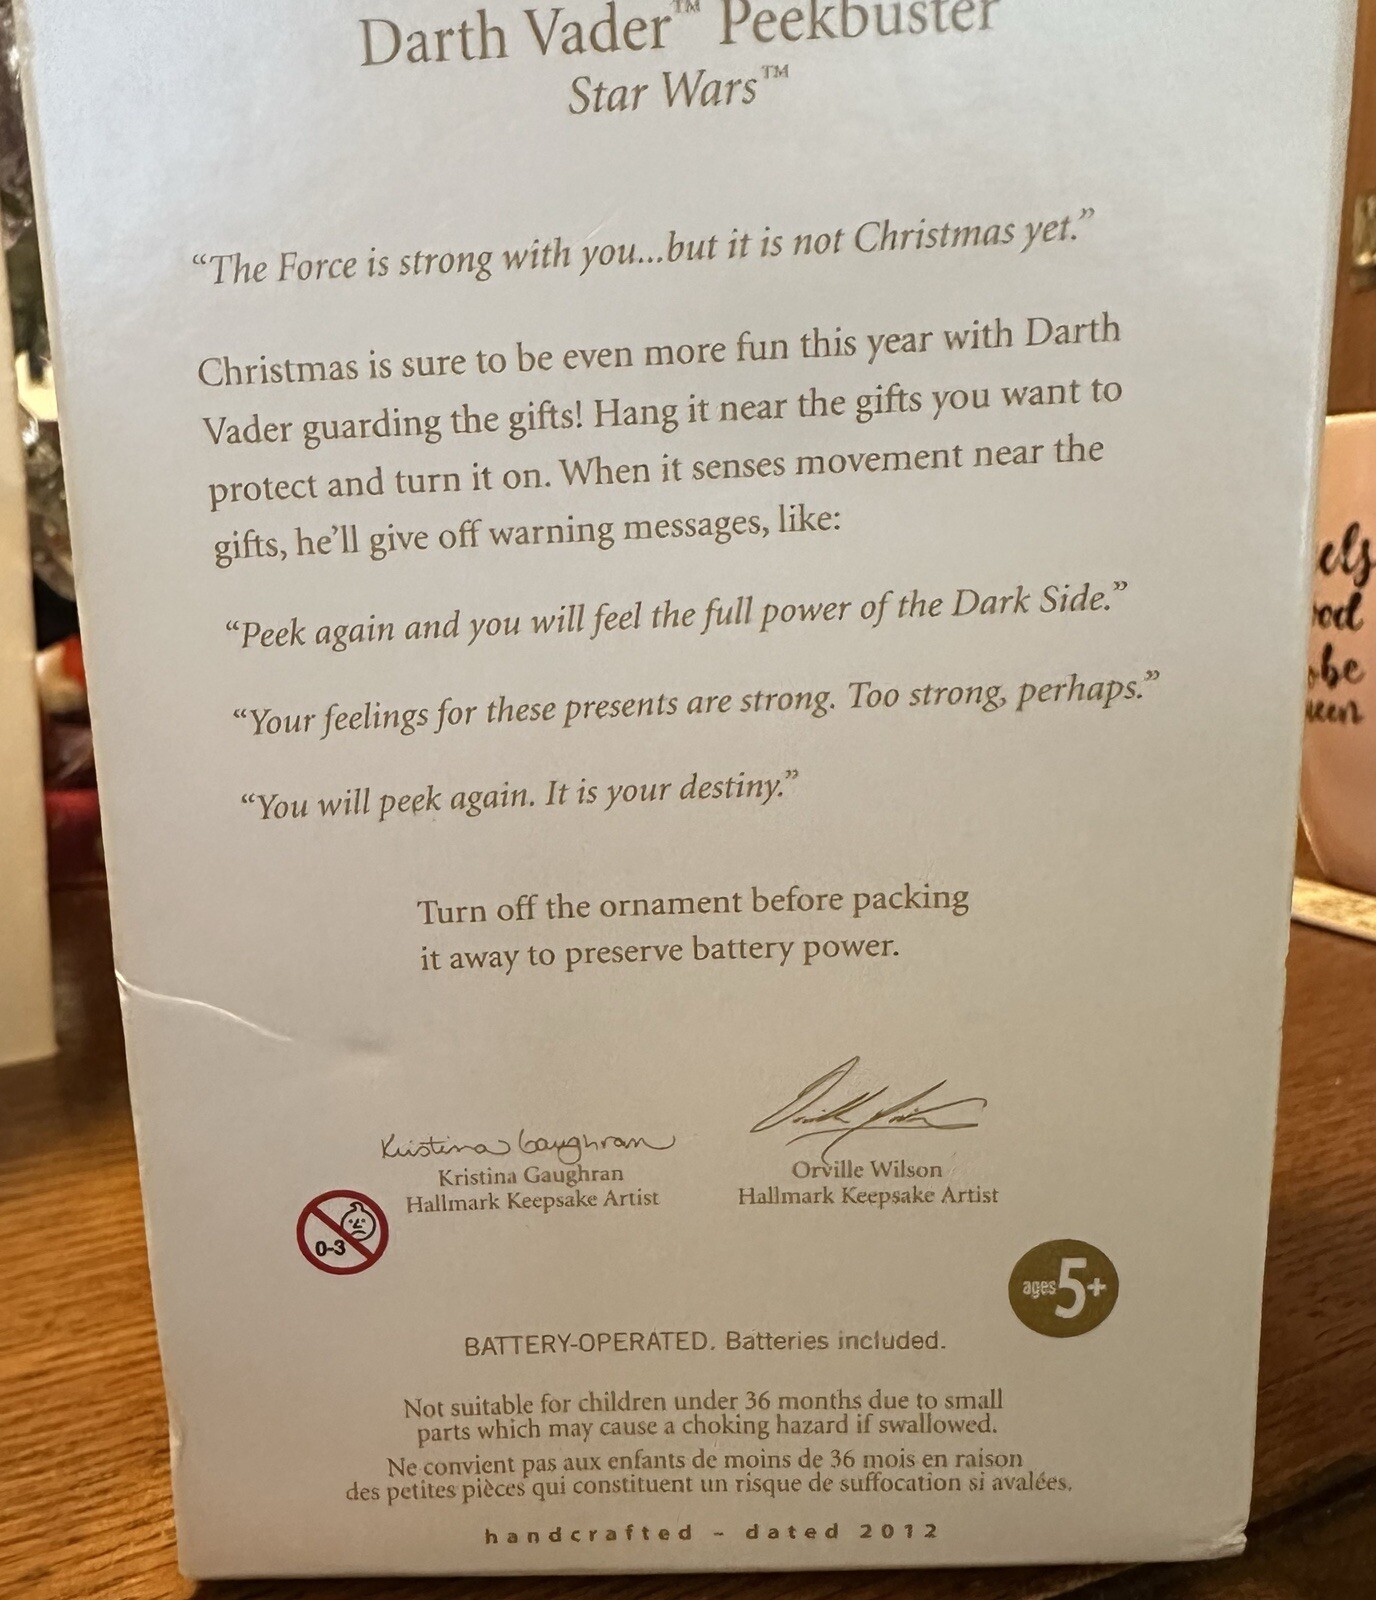 Darth Vader™ Peekbuster
Star Wars™
“The Force is strong with you...but it is not Christmas yet.”
Christmas is sure to be even more fun this year with Darth
Vader guarding the gifts! Hang it near the gifts you want to
protect and turn it on. When it senses movement near the
gifts, he’ll give off warning messages, like:
“Peek again and you will feel the full power of the Dark Side.”
“Your feelings for these presents are strong. Too strong, perhaps.”
“You will peek again. It is your destiny.”
Turn off the ornament before packing
it away to preserve battery power.
Kristina Gaughran
Kristina Gaughran
Hallmark Keepsake Artist
Orville Wilson
Hallmark Keepsake Artist
0-3
ages 5+
BATTERY-OPERATED. Batteries included.
Not suitable for children under 36 months due to small
parts which may cause a choking hazard if swallowed.
Ne convient pas aux enfants de moins de 36 mois en raison
des petites pièces qui constituent un risque de suffocation si avalées.
handcrafted - dated 2012